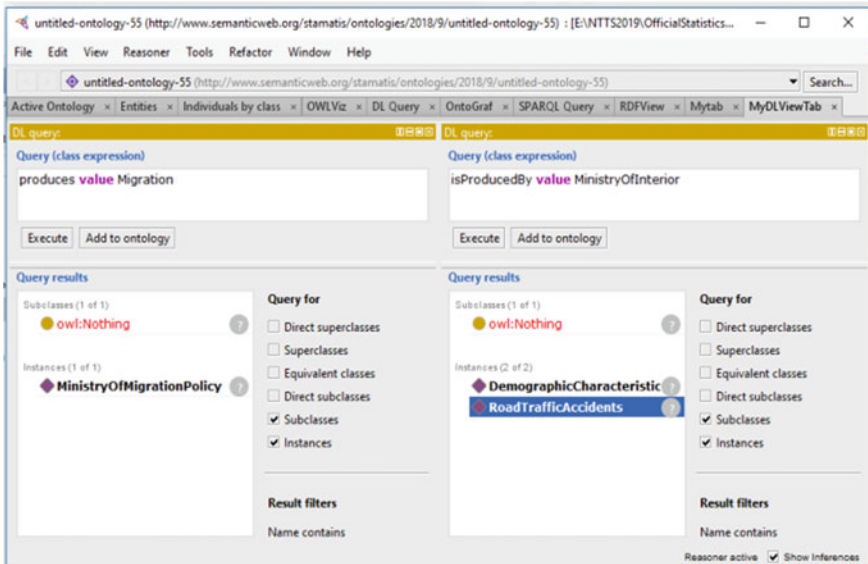 untitled-ontology-55 (http://www.semanticweb.org/stamatis/ontologies/2018/9/untitled-ontology-55) : [E:\NTTS2019\OfficialStatistics...
File Edit View Reasoner Tools Refactor Window Help
untitled-ontology-55 (http://www.semanticweb.org/stamatis/ontologies/2018/9/untitled-ontology-55) Search...
Active Ontology × Entities × Individuals by class × OWLViz × DL Query × OntoGraf × SPARQL Query × RDFView × Mytab × MyDLViewTab ×
DL query:
Query (class expression)
produces value Migration
Execute Add to ontology
Query results
Subclasses (1 of 1)
owl:Nothing ?
Instances (1 of 1)
MinistryOfMigrationPolicy ?
Query for
Direct superclasses
Superclasses
Equivalent classes
Direct subclasses
Subclasses
Instances
Result filters
Name contains
DL query:
Query (class expression)
isProducedBy value MinistryOfInterior
Execute Add to ontology
Query results
Subclasses (1 of 1)
owl:Nothing ?
Instances (2 of 2)
DemographicCharacteristic ?
RoadTrafficAccidents ?
Query for
Direct superclasses
Superclasses
Equivalent classes
Direct subclasses
Subclasses
Instances
Result filters
Name contains
Reasoner active Show Inferences